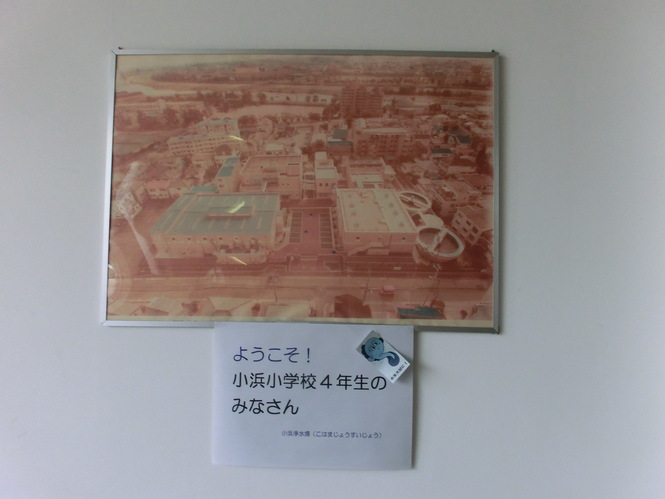 ようこそ！
小浜小学校４年生の
みなさん
小浜浄水場（こはまじょうすいじょう）